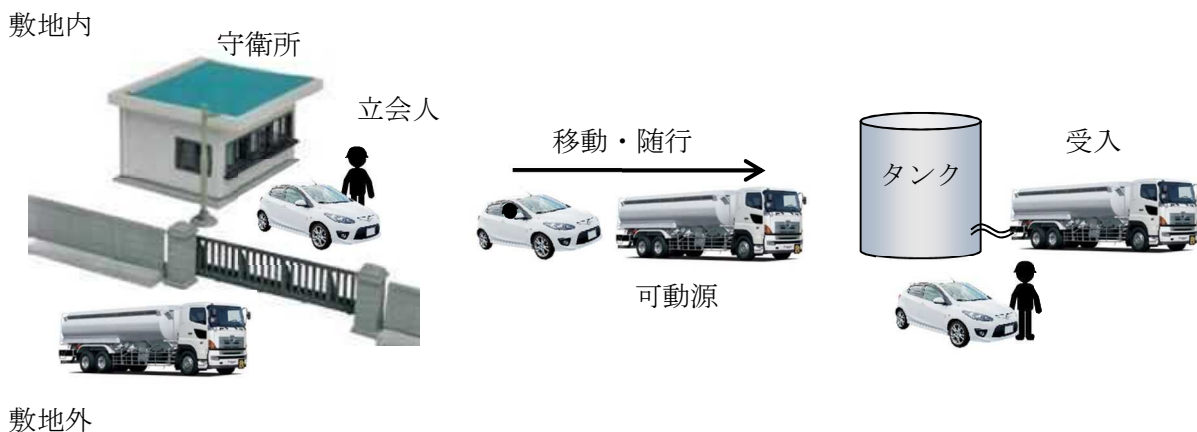 敷地内
守衛所
立会人
移動・随行
可動源
タンク
受入
敷地外